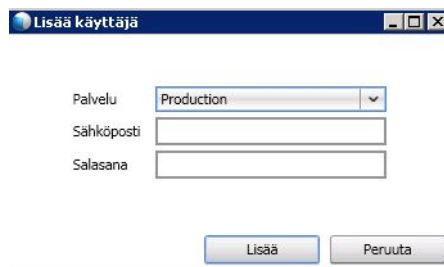 Lisää käyttäjä
Palvelu Production
Sähköposti
Salasana
Lisää Peruuta